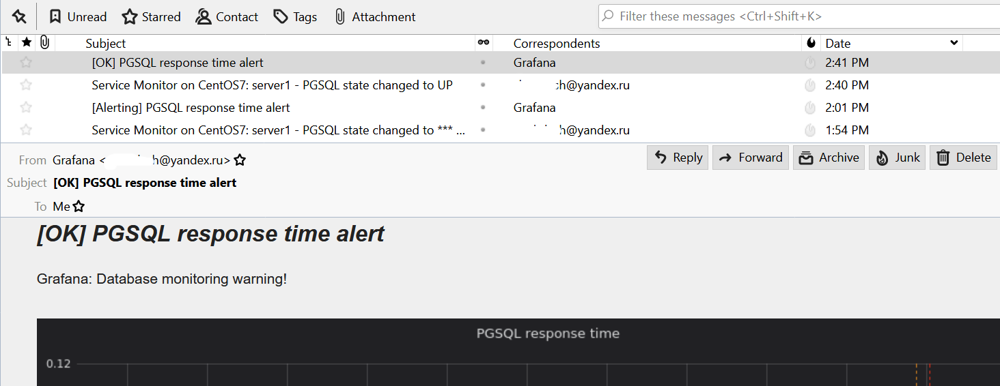 Unread Starred Contact Tags Attachment Filter these messages <Ctrl+Shift+K>
Subject Correspondents Date
[OK] PGSQL response time alert Grafana 2:41 PM
Service Monitor on CentOS7: server1 - PGSQL state changed to UP h@yandex.ru 2:40 PM
[Alerting] PGSQL response time alert Grafana 2:01 PM
Service Monitor on CentOS7: server1 - PGSQL state changed to *** ... h@yandex.ru 1:54 PM
From Grafana < h@yandex.ru> Reply Forward Archive Junk Delete
Subject [OK] PGSQL response time alert
To Me
[OK] PGSQL response time alert
Grafana: Database monitoring warning!
PGSQL response time
0.12